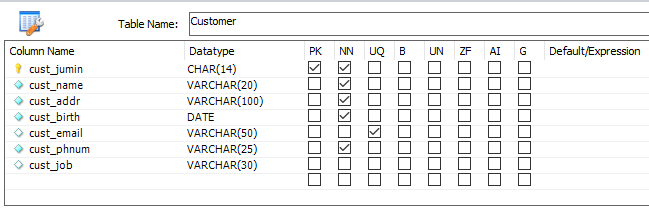 Table Name: Customer
Column Name Datatype PK NN UQ B UN ZF AI G Default/Expression
cust_jumin CHAR(14)
cust_name VARCHAR(20)
cust_addr VARCHAR(100)
cust_birth DATE
cust_email VARCHAR(50)
cust_phnum VARCHAR(25)
cust_job VARCHAR(30)